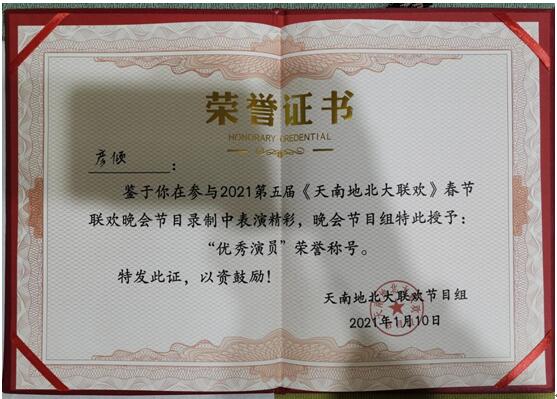 荣誉证书
HONORARY CREDENTIAL
彦倾：
鉴于你在参与2021第五届《天南地北大联欢》春节
联欢晚会节目录制中表演精彩，晚会节目组特此授予：
“优秀演员”荣誉称号。
特发此证，以资鼓励！
天南地北大联欢节目组
2021年1月10日